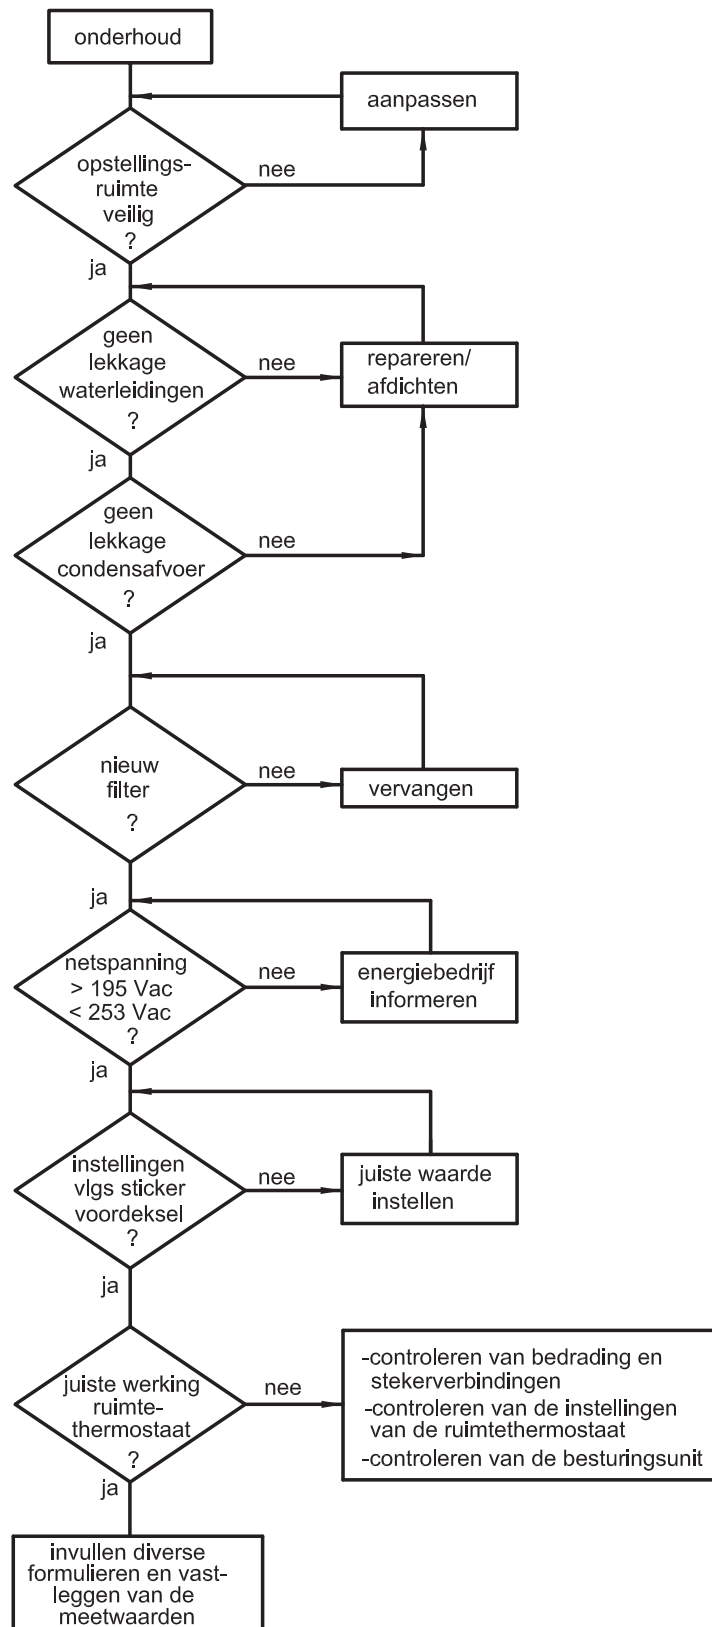 onderhoud
aanpassen
opstellings-
ruimte
veilig
?
nee
ja
geen
lekkage
waterleidingen
?
nee
repareren/
afdichten
ja
geen
lekkage
condensafvoer
?
nee
ja
nieuw
filter
?
nee
vervangen
ja
netspanning
> 195 Vac
< 253 Vac
?
nee
energiebedrijf
informeren
ja
instellingen
vlgs sticker
voordeksel
?
nee
juiste waarde
instellen
ja
juiste werking
ruimte-
thermostaat
?
nee
-controleren van bedrading en
stekerverbindingen
-controleren van de instellingen
van de ruimtethermostaat
-controleren van de besturingsunit
ja
invullen diverse
formulieren en vast-
leggen van de
meetwaarden